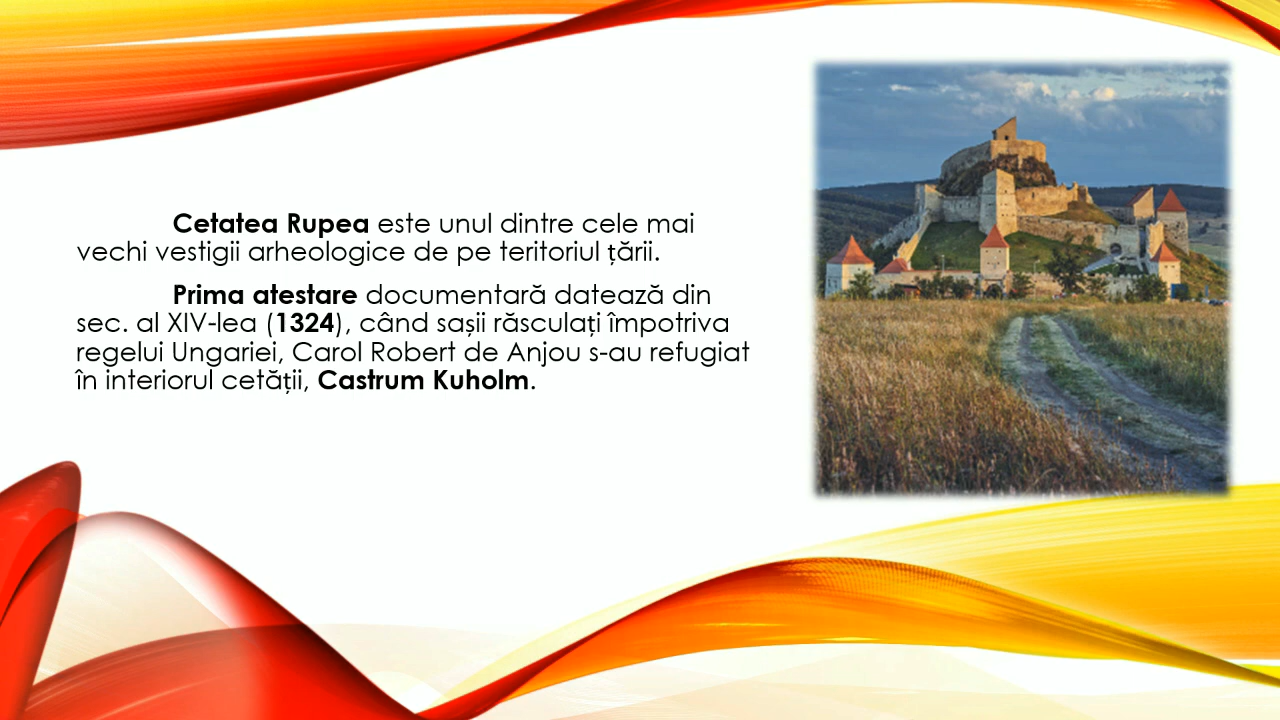 Cetatea Rupea este unul dintre cele mai
vechi vestigii arheologice de pe teritoriul țării.
Prima atestare documentară datează din
sec. al XIV-lea (1324), când sașii răsculați împotriva
regelui Ungariei, Carol Robert de Anjou s-au refugiat
în interiorul cetății, Castrum Kuholm.